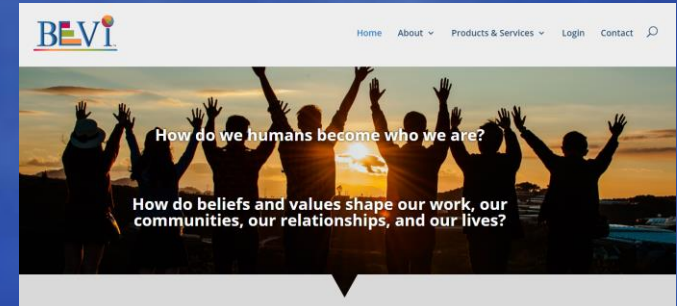 BEVi
Home About Products & Services Login Contact
How do we humans become who we are?
How do beliefs and values shape our work, our
communities, our relationships, and our lives?